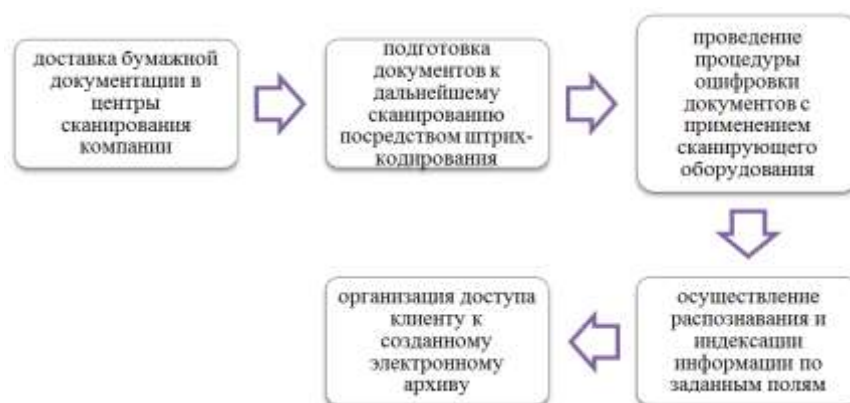 доставка бумажной
документации в
центры
сканирования
компании
подготовка
документов к
дальнейшему
сканированию
посредством штрих-
кодирования
проведение
процедуры
оцифровки
документов с
применением
сканирующего
оборудования
осуществление
распознавания и
индексации
информации по
заданным полям
организация доступа
клиенту к
созданному
электронному
архиву